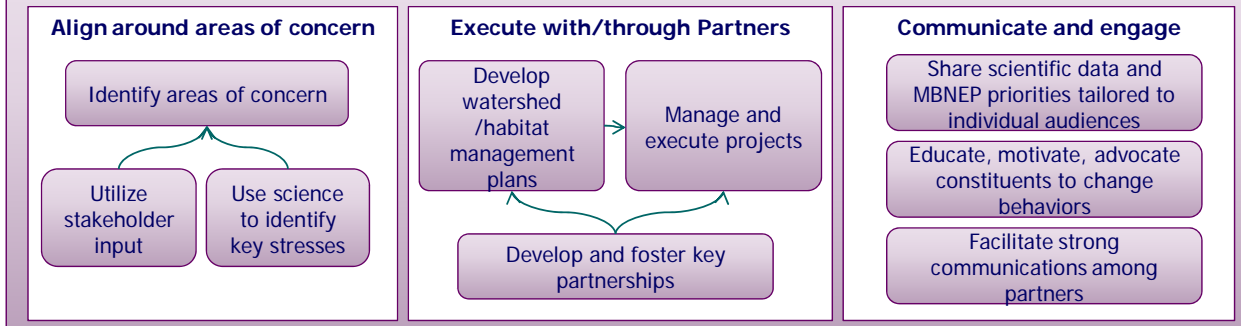 Align around areas of concern
Identify areas of concern
Utilize
stakeholder
input
Use science
to identify
key stresses
Execute with/through Partners
Develop
watershed
/habitat
management
plans
Manage and
execute projects
Develop and foster key
partnerships
Communicate and engage
Share scientific data and
MBNEP priorities tailored to
individual audiences
Educate, motivate, advocate
constituents to change
behaviors
Facilitate strong
communications among
partners